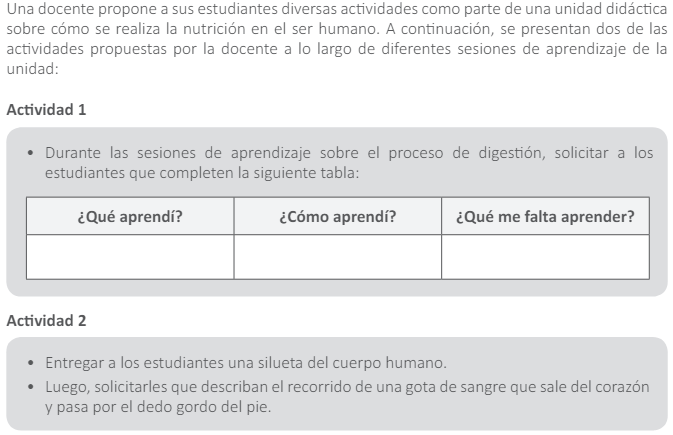 Una docente propone a sus estudiantes diversas actividades como parte de una unidad didáctica
sobre cómo se realiza la nutrición en el ser humano. A continuación, se presentan dos de las
actividades propuestas por la docente a lo largo de diferentes sesiones de aprendizaje de la
unidad:
Actividad 1
• Durante las sesiones de aprendizaje sobre el proceso de digestión, solicitar a los
estudiantes que completen la siguiente tabla:
¿Qué aprendí? ¿Cómo aprendí? ¿Qué me falta aprender?
Actividad 2
• Entregar a los estudiantes una silueta del cuerpo humano.
• Luego, solicitarles que describan el recorrido de una gota de sangre que sale del corazón
y pasa por el dedo gordo del pie.